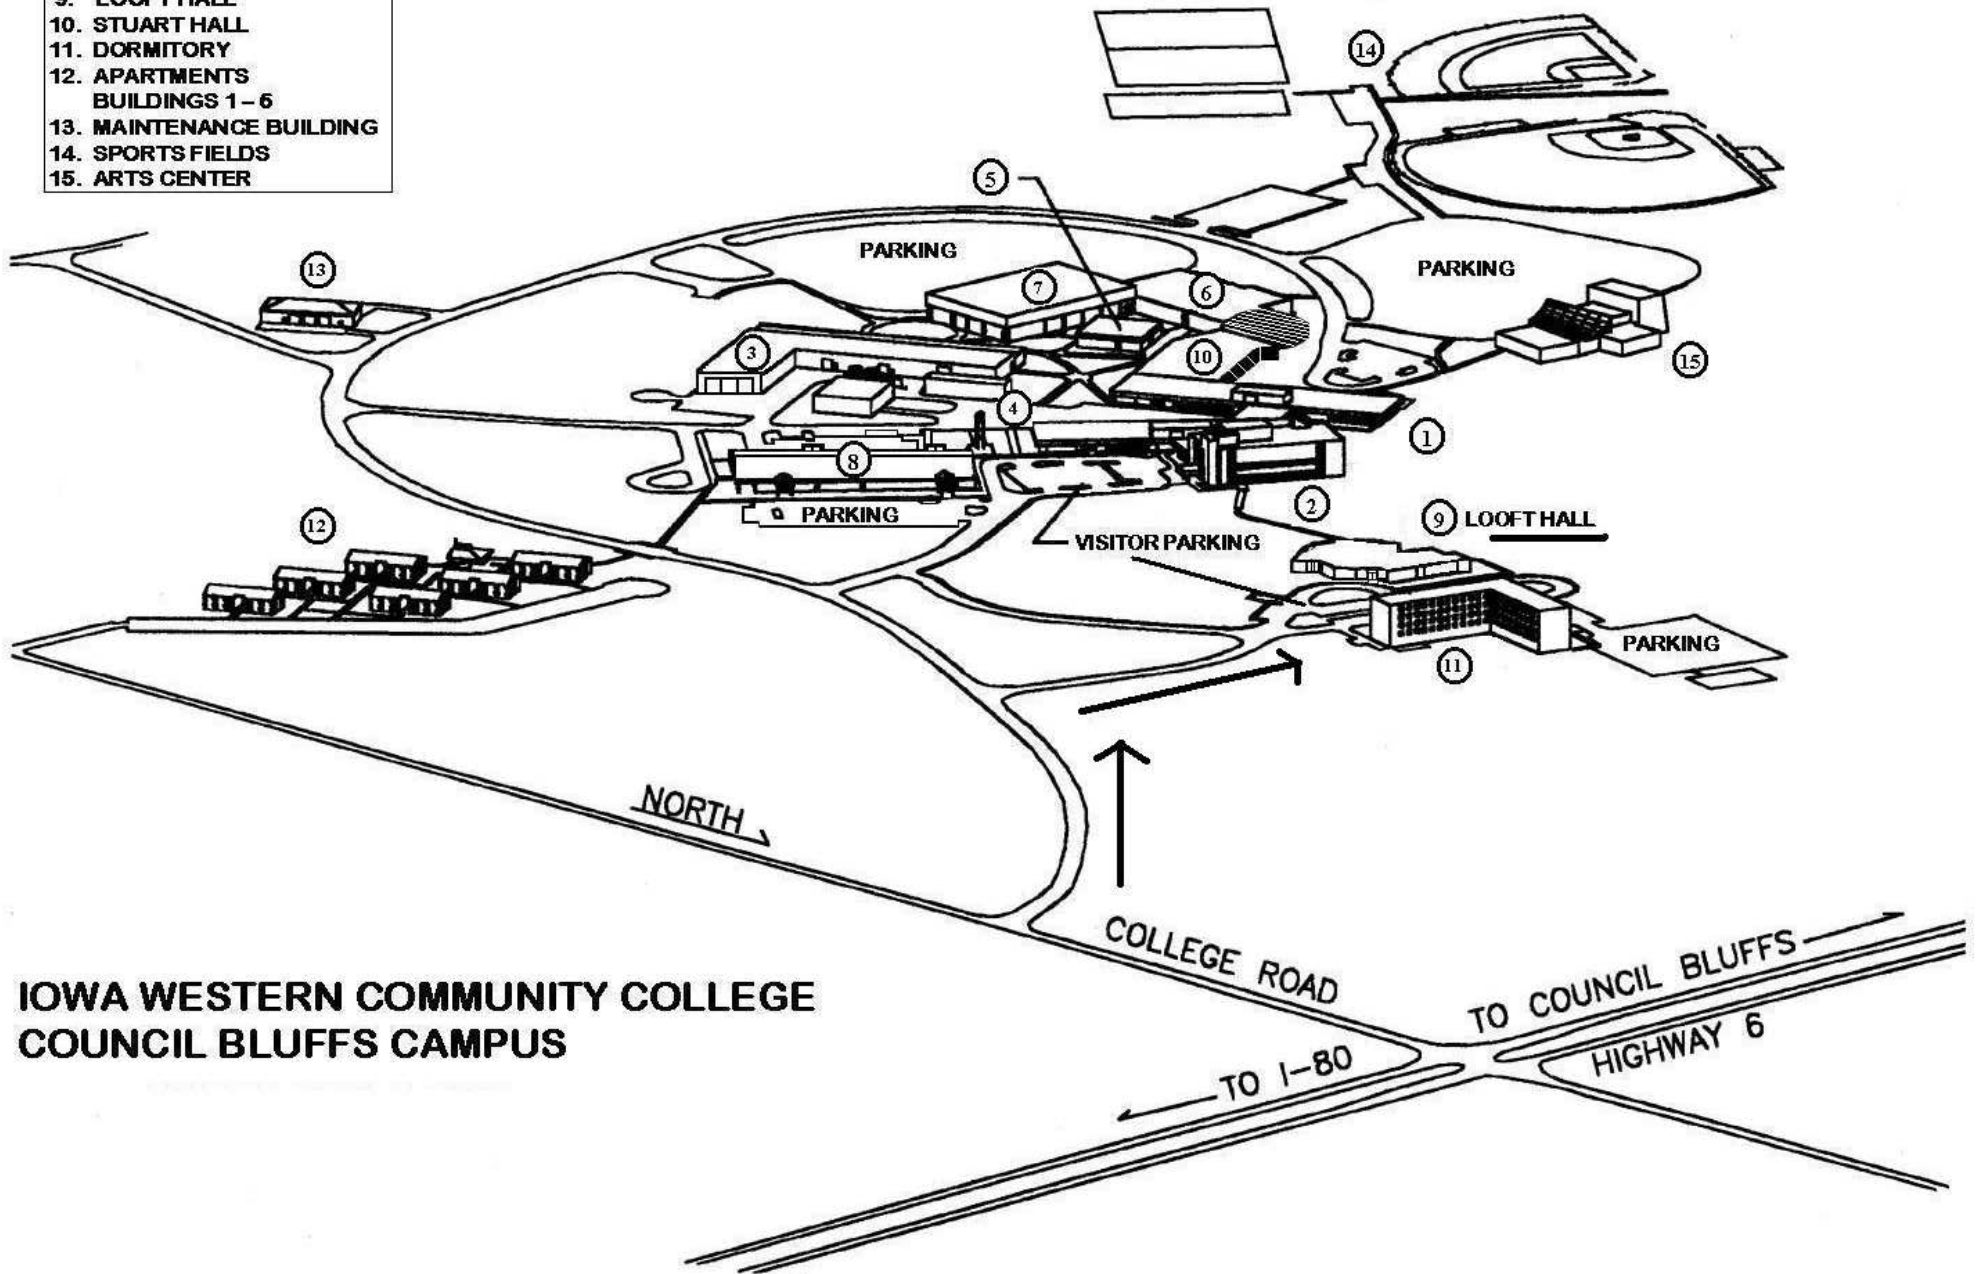 9. LOOFT HALL
10. STUART HALL
11. DORMITORY
12. APARTMENTS
BUILDINGS 1 – 6
13. MAINTENANCE BUILDING
14. SPORTS FIELDS
15. ARTS CENTER
14
5
PARKING
PARKING
13
7
6
3
10
15
4
1
8
2
PARKING
9 LOOFT HALL
12
VISITOR PARKING
PARKING
11
NORTH
COLLEGE ROAD
TO COUNCIL BLUFFS
HIGHWAY 6
TO I-80
IOWA WESTERN COMMUNITY COLLEGE
COUNCIL BLUFFS CAMPUS